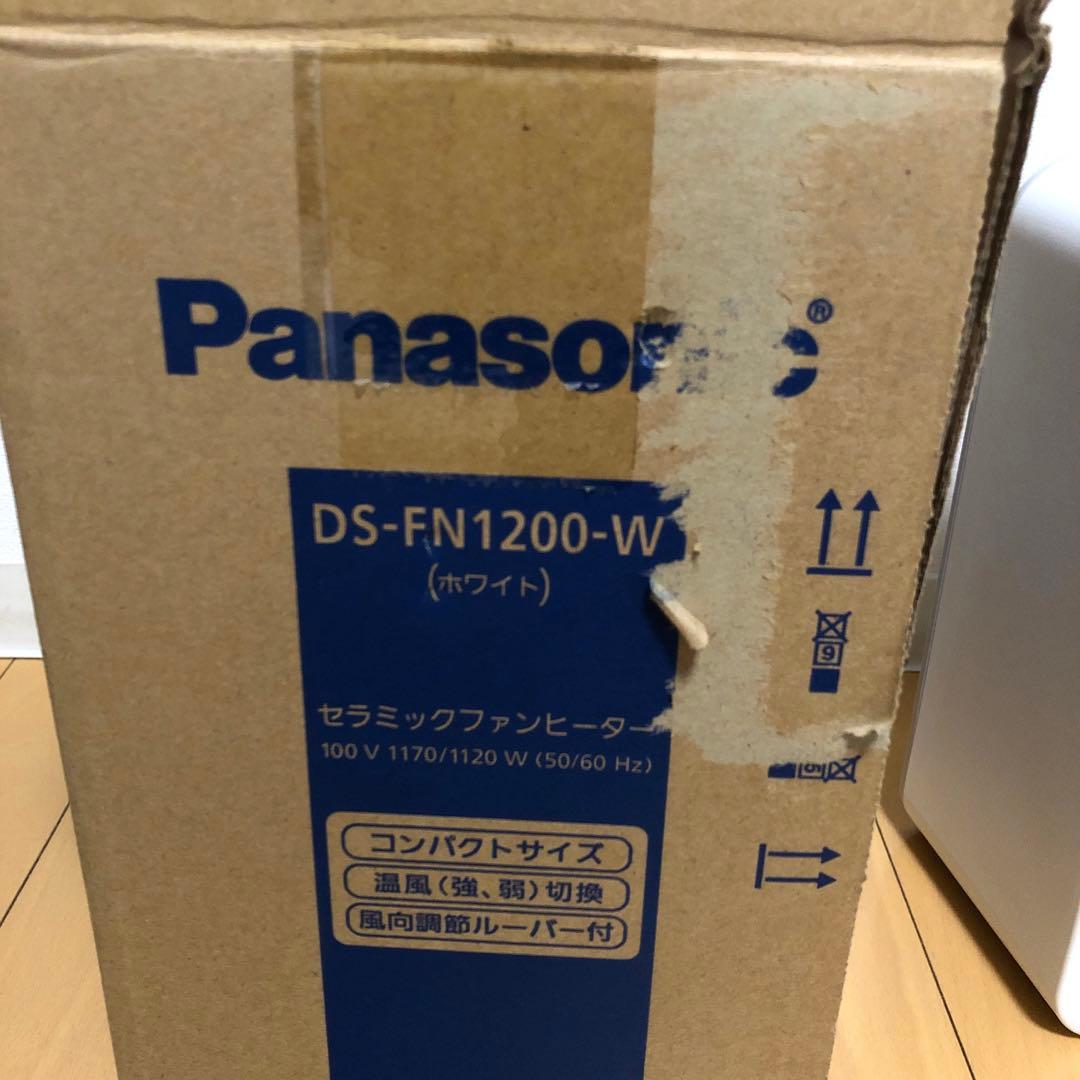 Panasonic®
DS-FN1200-W
(ホワイト)
9
セラミックファンヒーター
100 V 1170/1120 W (50/60 Hz)
9
コンパクトサイズ
温風(強、弱)切換
風向調節ルーバー付